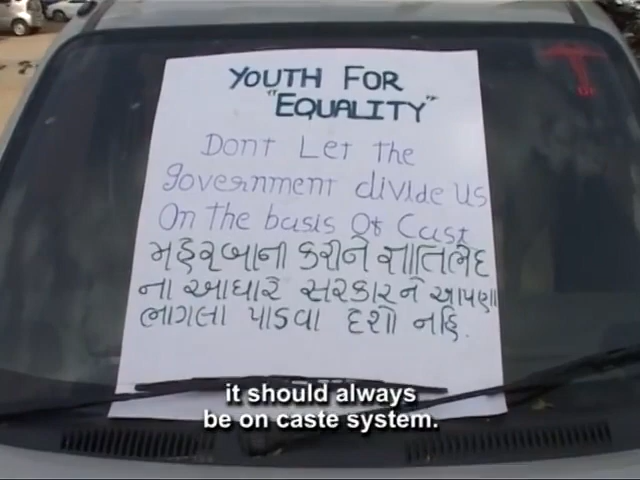 YOUTH FOR
"EQUALITY"
Dont Let the
government divide us
On the basis Of Cast
મહેરબાની કરીને જ્ઞાતિભેદ
ના આધારે સરકારને આપણા
ભાગલા પાડવા દેશો નહિ.
it should always
be on caste system.